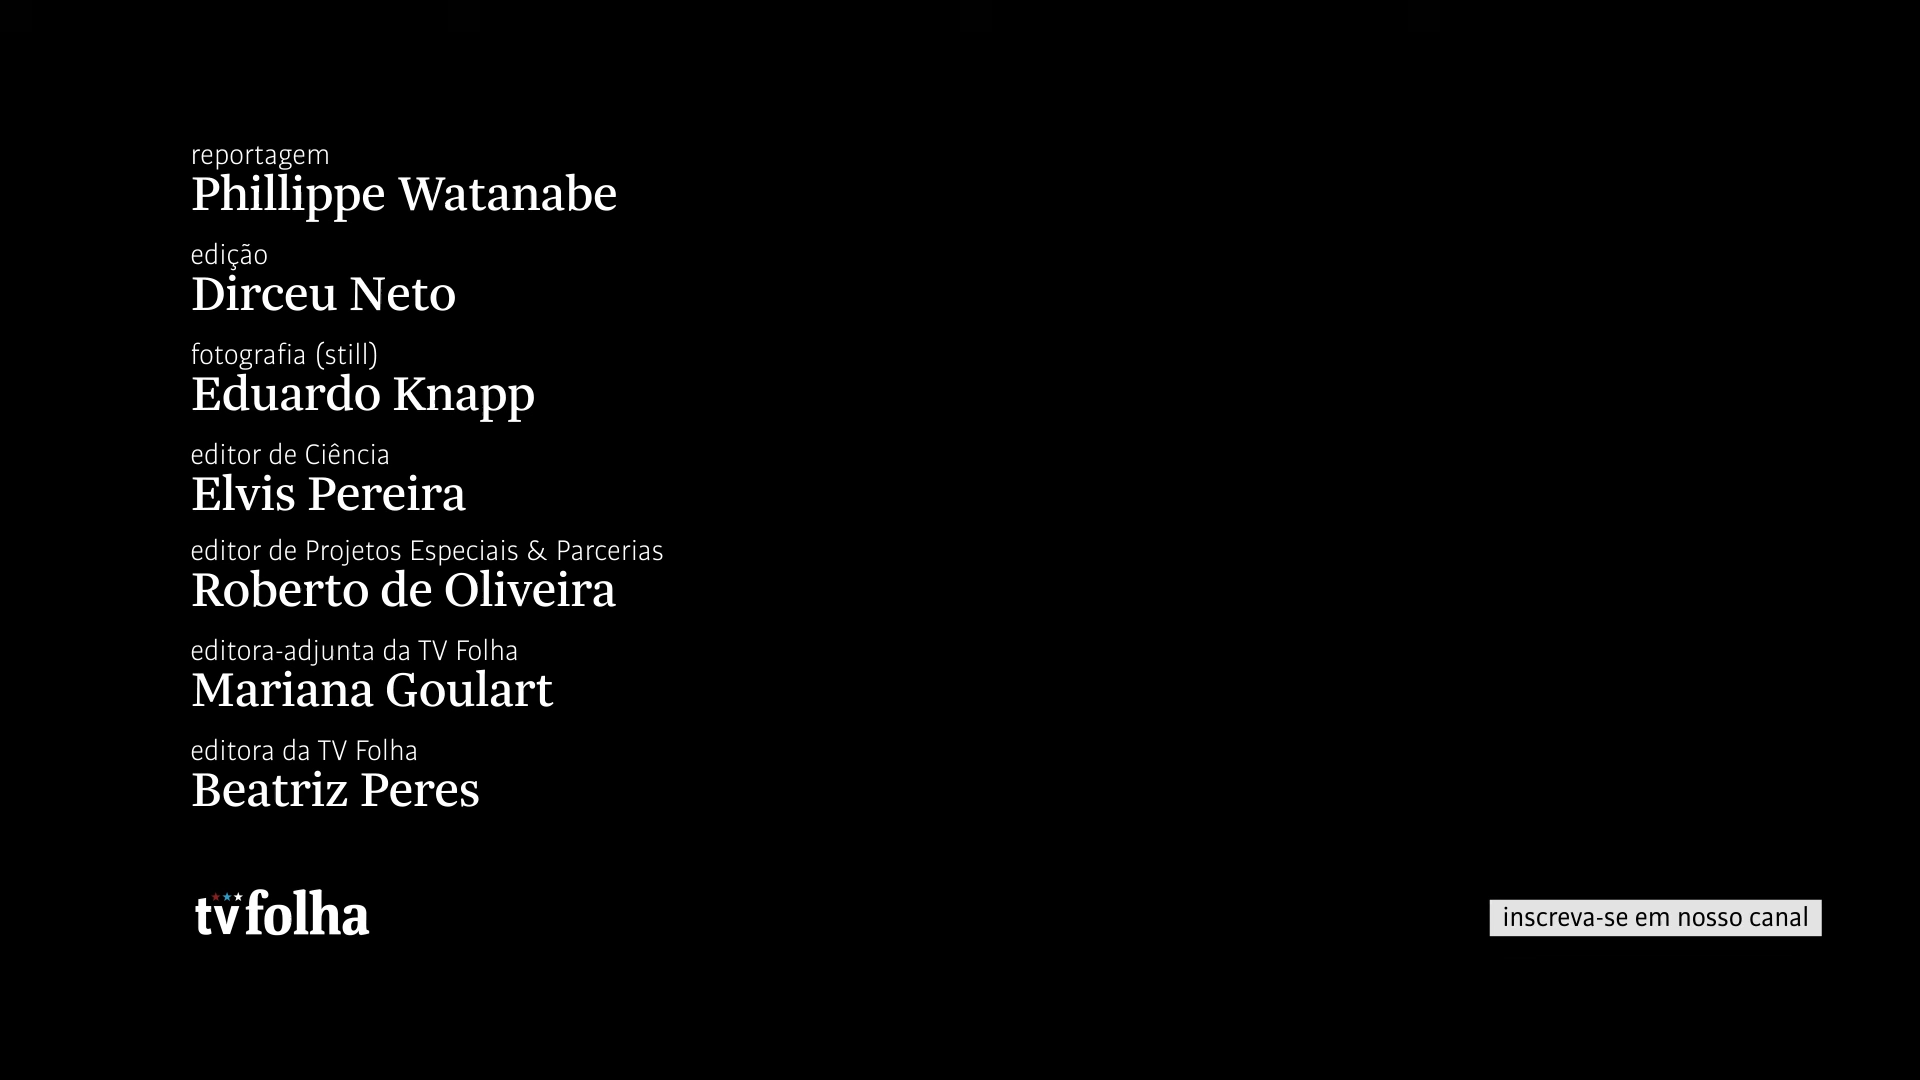 reportagem
Phillippe Watanabe
edição
Dirceu Neto
fotografia (still)
Eduardo Knapp
editor de Ciência
Elvis Pereira
editor de Projetos Especiais & Parcerias
Roberto de Oliveira
editora-adjunta da TV Folha
Mariana Goulart
editora da TV Folha
Beatriz Peres
tvfolha
inscreva-se em nosso canal